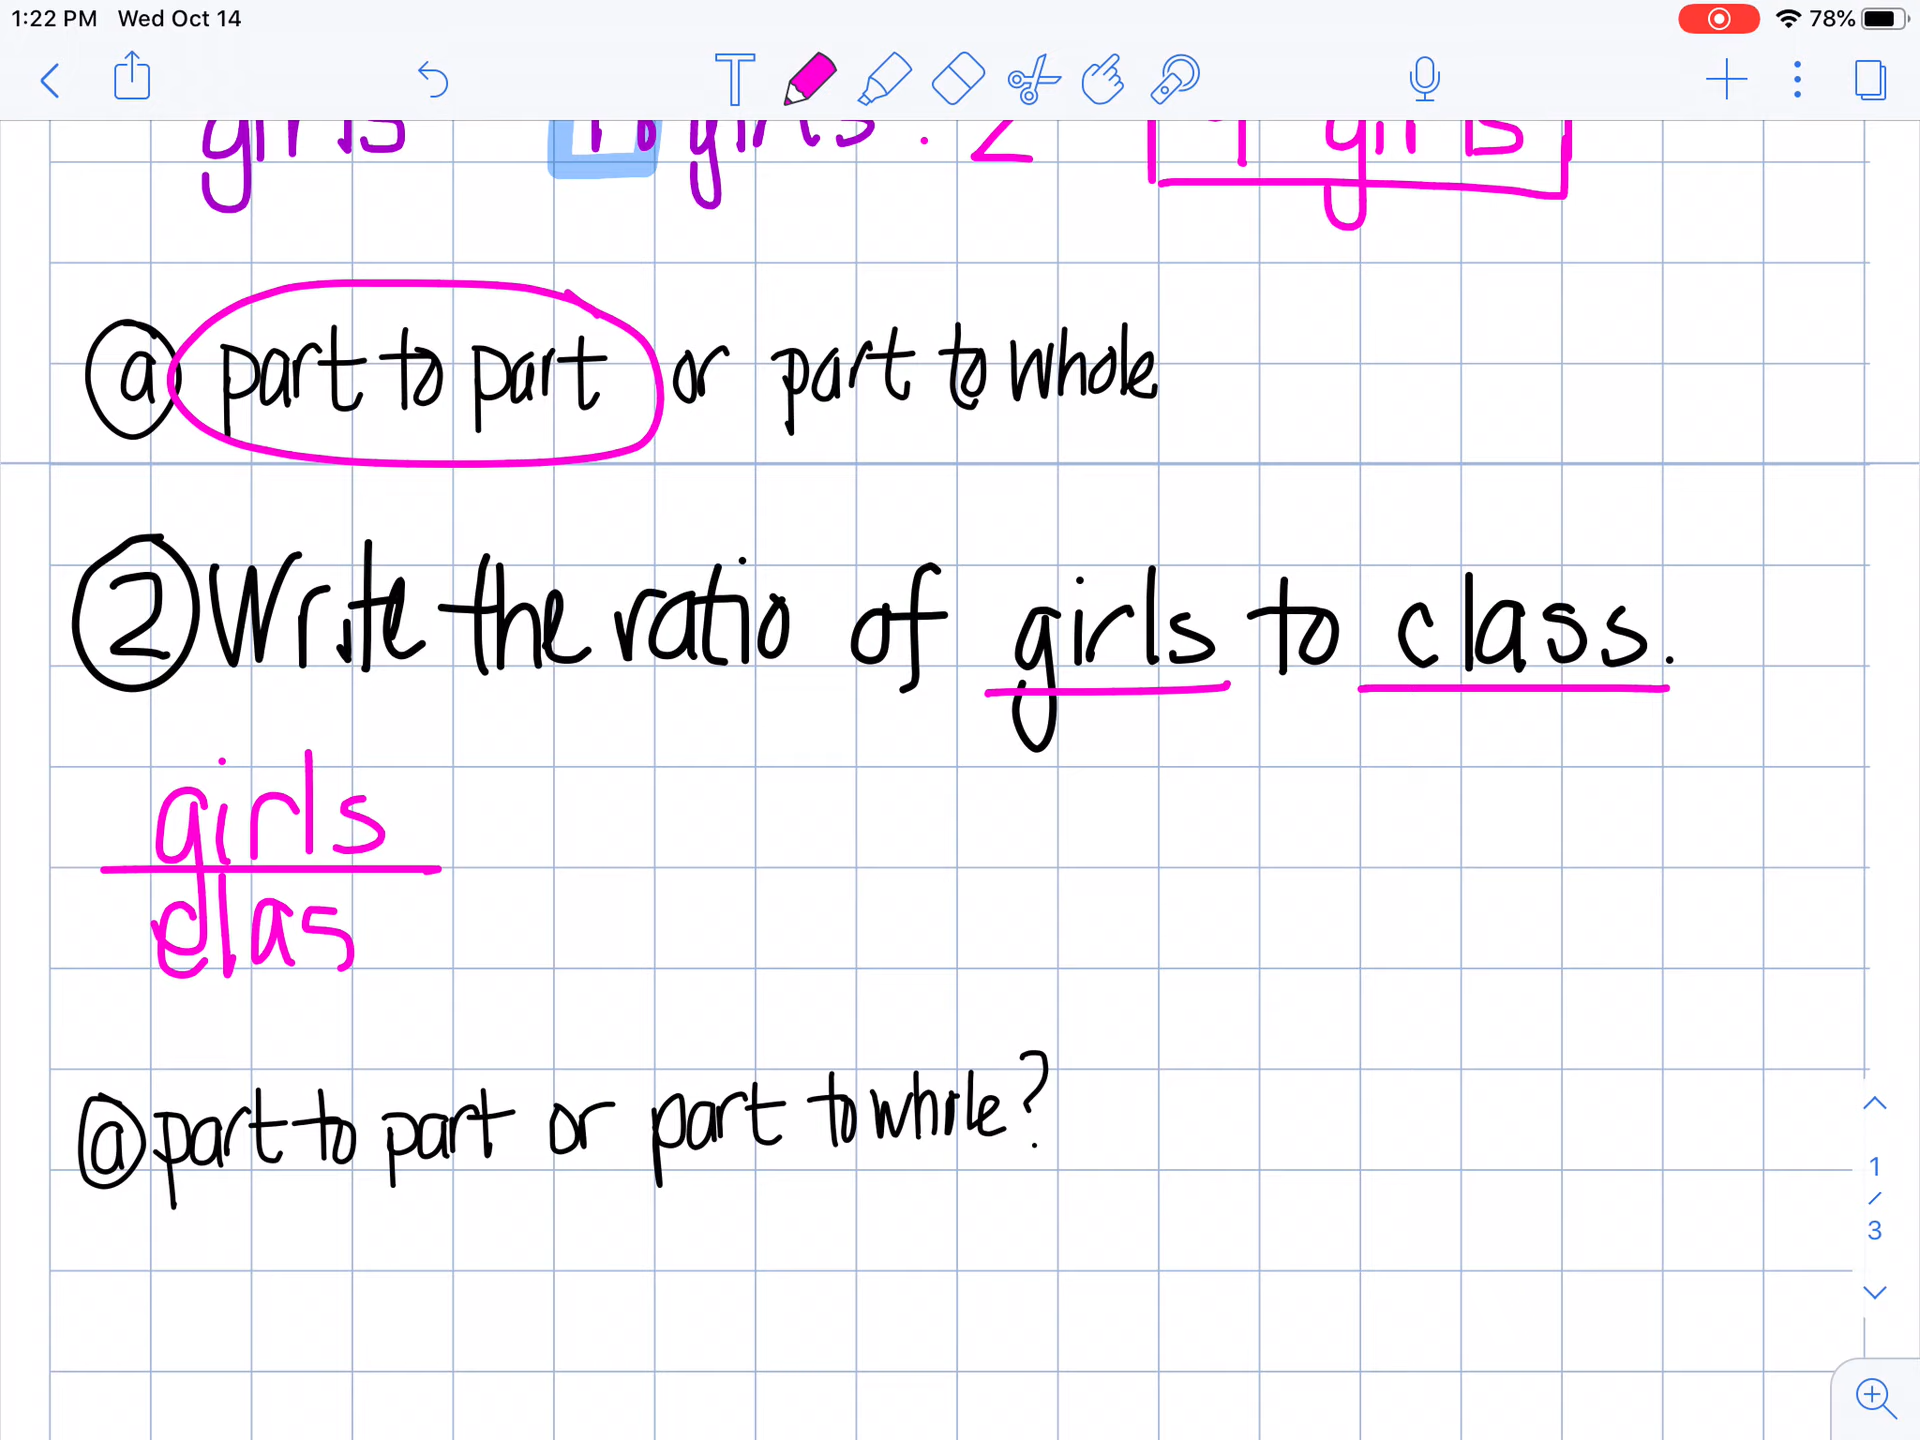 1:22 PM Wed Oct 14 78%
T
girls girls : 2 girls
a part to part or part to whole
2 Write the ratio of girls to class.
girls
clas
a part to part or part to whole?
1
/
3